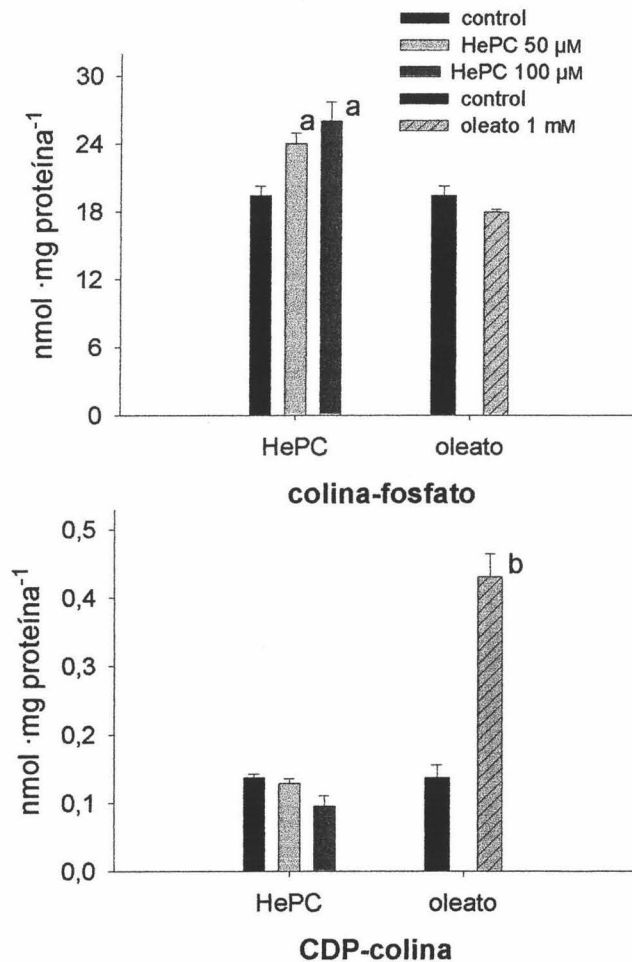 control
HePC 50 µM
HePC 100 µM
control
oleato 1 mM
30
24
18
12
6
0
nmol ·mg proteína⁻¹
a
a
HePC
oleato
colina-fosfato
0,5
0,4
0,3
0,2
0,1
0,0
nmol ·mg proteína⁻¹
b
HePC
oleato
CDP-colina